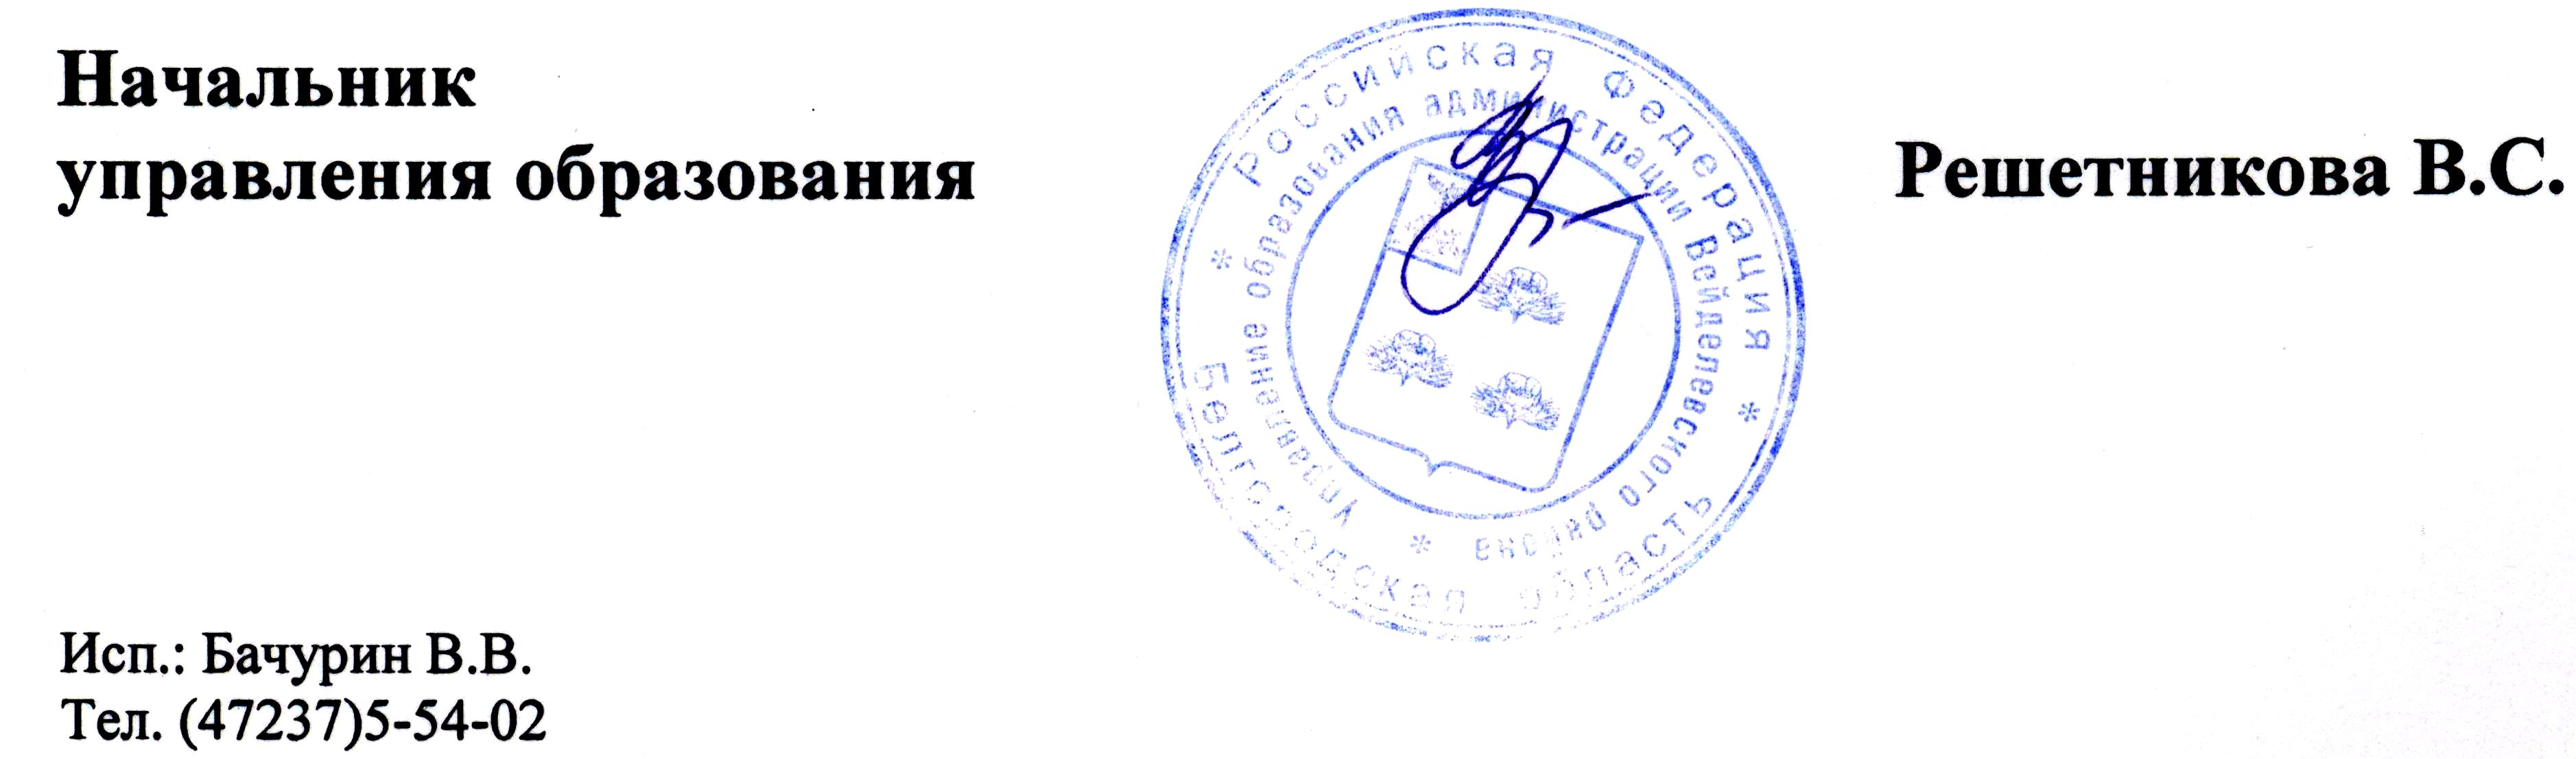 Начальник
управления образования
Решетникова В.С.
* Российская Федерация *
Белгородская область
Управление образования администрации Вейделевского района *
Исп.: Бачурин В.В.
Тел. (47237)5-54-02